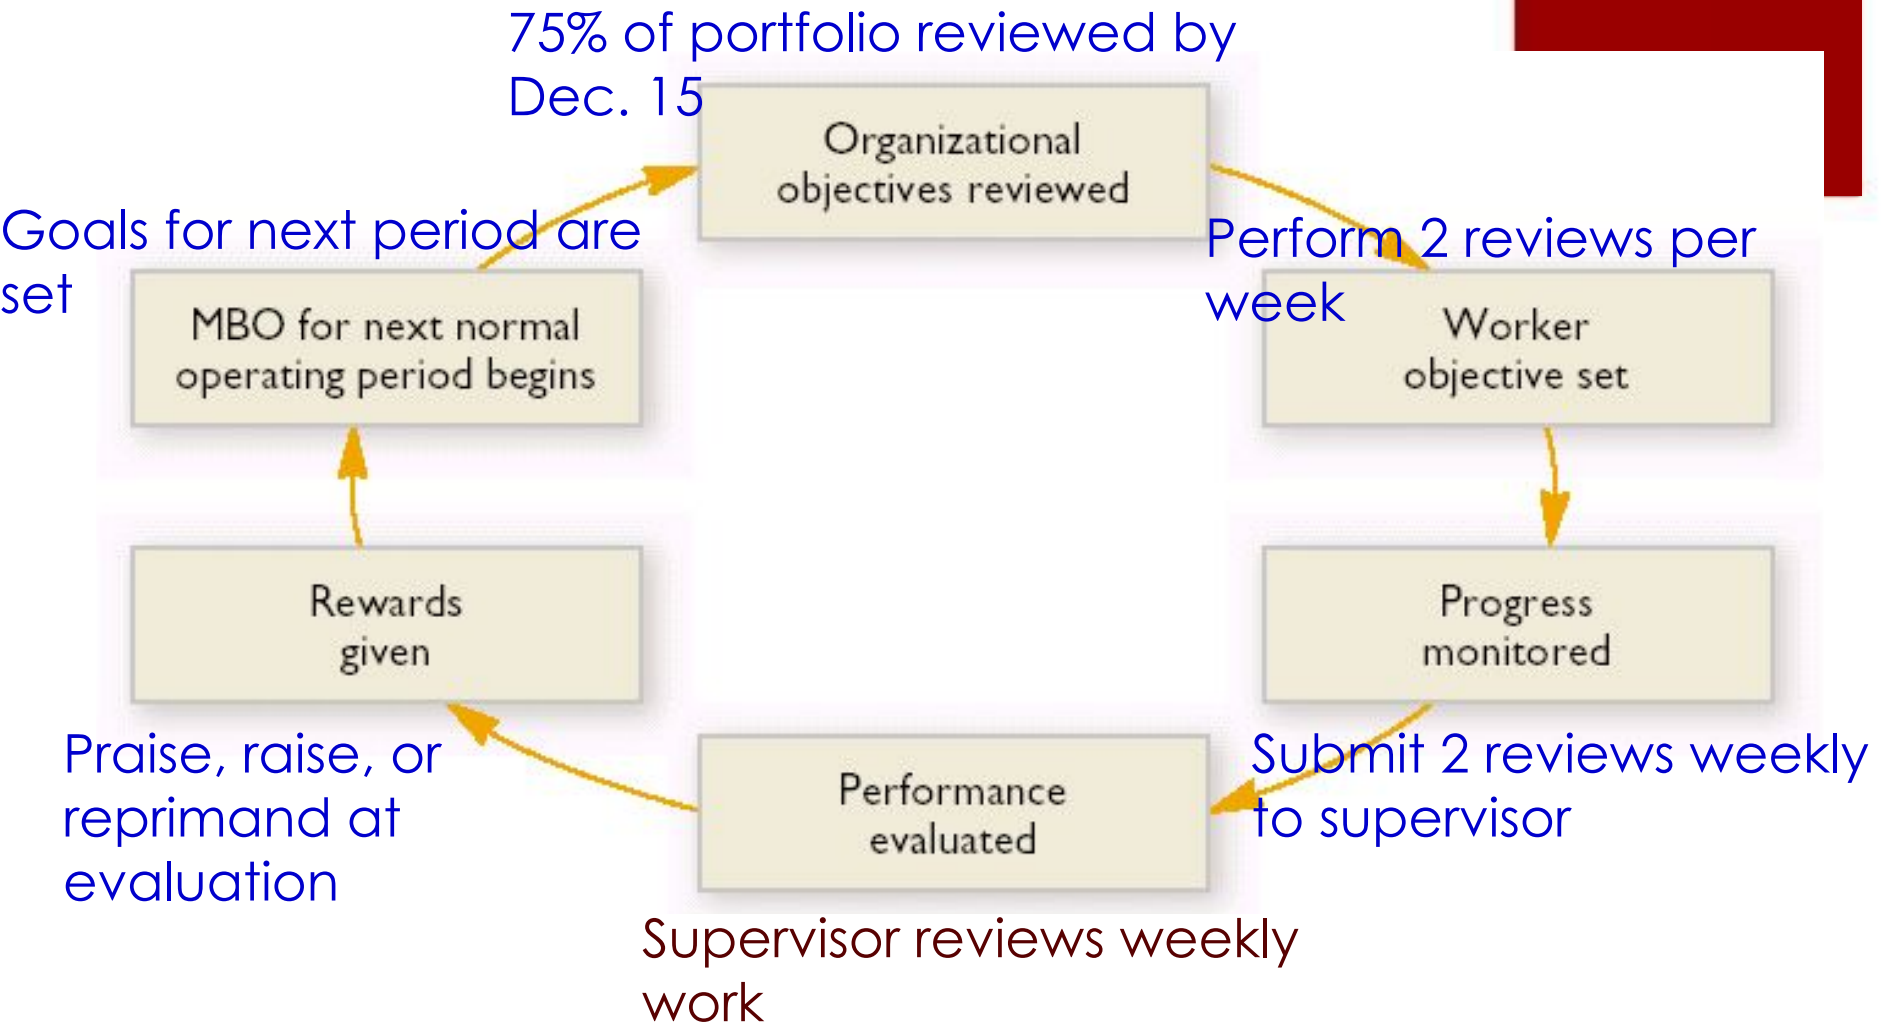 75% of portfolio reviewed by
Dec. 15
Organizational
objectives reviewed
Goals for next period are
set
Perform 2 reviews per
week
MBO for next normal
operating period begins
Worker
objective set
Rewards
given
Progress
monitored
Praise, raise, or
reprimand at
evaluation
Performance
evaluated
Submit 2 reviews weekly
to supervisor
Supervisor reviews weekly
work